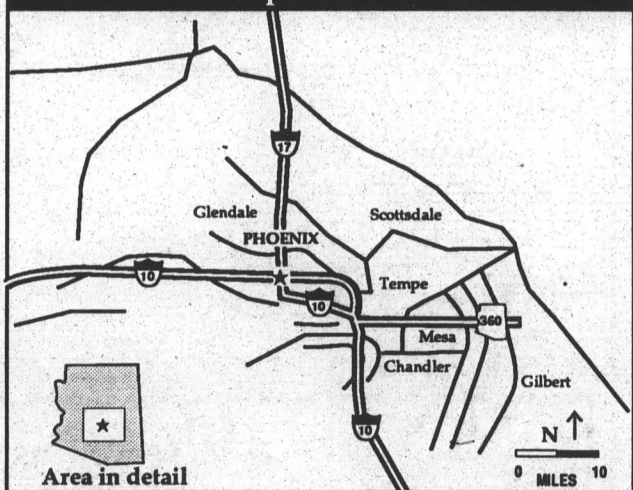 17
Glendale
Scottsdale
PHOENIX
10
Tempe
10
360
Mesa
Chandler
Gilbert
10
N
0 10
MILES
Area in detail